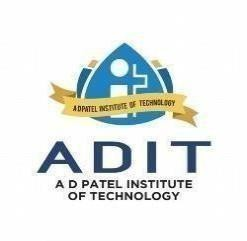 A D PATEL INSTITUTE OF TECHNOLOGY
ADIT
A D PATEL INSTITUTE
OF TECHNOLOGY